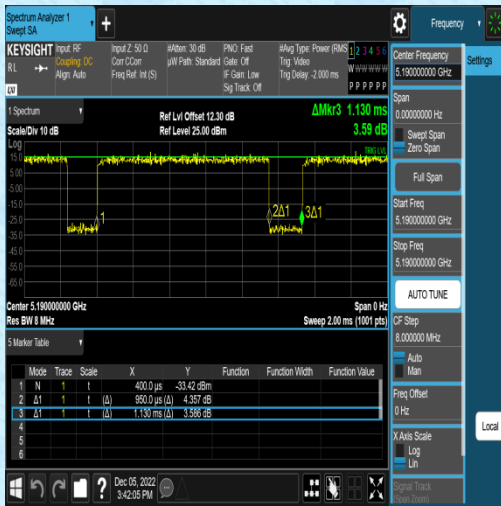 Spectrum Analyzer 1
Swept SA
+
Frequency
KEYSIGHT
Input: RF
Coupling: DC
Align: Auto
Input Z: 50 Ω
Corr CCorr
Freq Ref: Int (S)
#Atten: 30 dB
µW Path: Standard
PNO: Fast
Gate: Off
IF Gain: Low
Sig Track: Off
#Avg Type: Power (RMS
Trig: Video
Trig Delay: -2.000 ms
1 2 3 4 5 6
W W W W W W
P P P P P P
RL
LXI
1 Spectrum
Scale/Div 10 dB
Ref Lvl Offset 12.30 dB
Ref Level 25.00 dBm
ΔMkr3 1.130 ms
3.59 dB
Log
TRIG LVL
15.0
5.00
-5.00
-15.0
-25.0
-35.0
-45.0
-55.0
-65.0
1
2Δ1
3Δ1
Center 5.190000000 GHz
Res BW 8 MHz
Span 0 Hz
Sweep 2.00 ms (1001 pts)
5 Marker Table
Mode Trace Scale X Y Function Function Width Function Value
1 N 1 t 400.0 µs -33.42 dBm
2 Δ1 1 t (Δ) 950.0 µs (Δ) 4.357 dB
3 Δ1 1 t (Δ) 1.130 ms (Δ) 3.586 dB
4
5
6
?
Dec 05, 2022
3:42:05 PM
Center Frequency
5.190000000 GHz
Settings
Span
0.00000000 Hz
Swept Span
Zero Span
Full Span
Start Freq
5.190000000 GHz
Stop Freq
5.190000000 GHz
AUTO TUNE
CF Step
8.000000 MHz
Auto
Man
Freq Offset
0 Hz
X Axis Scale
Log
Lin
Local
Signal Track
(Span Zoom)